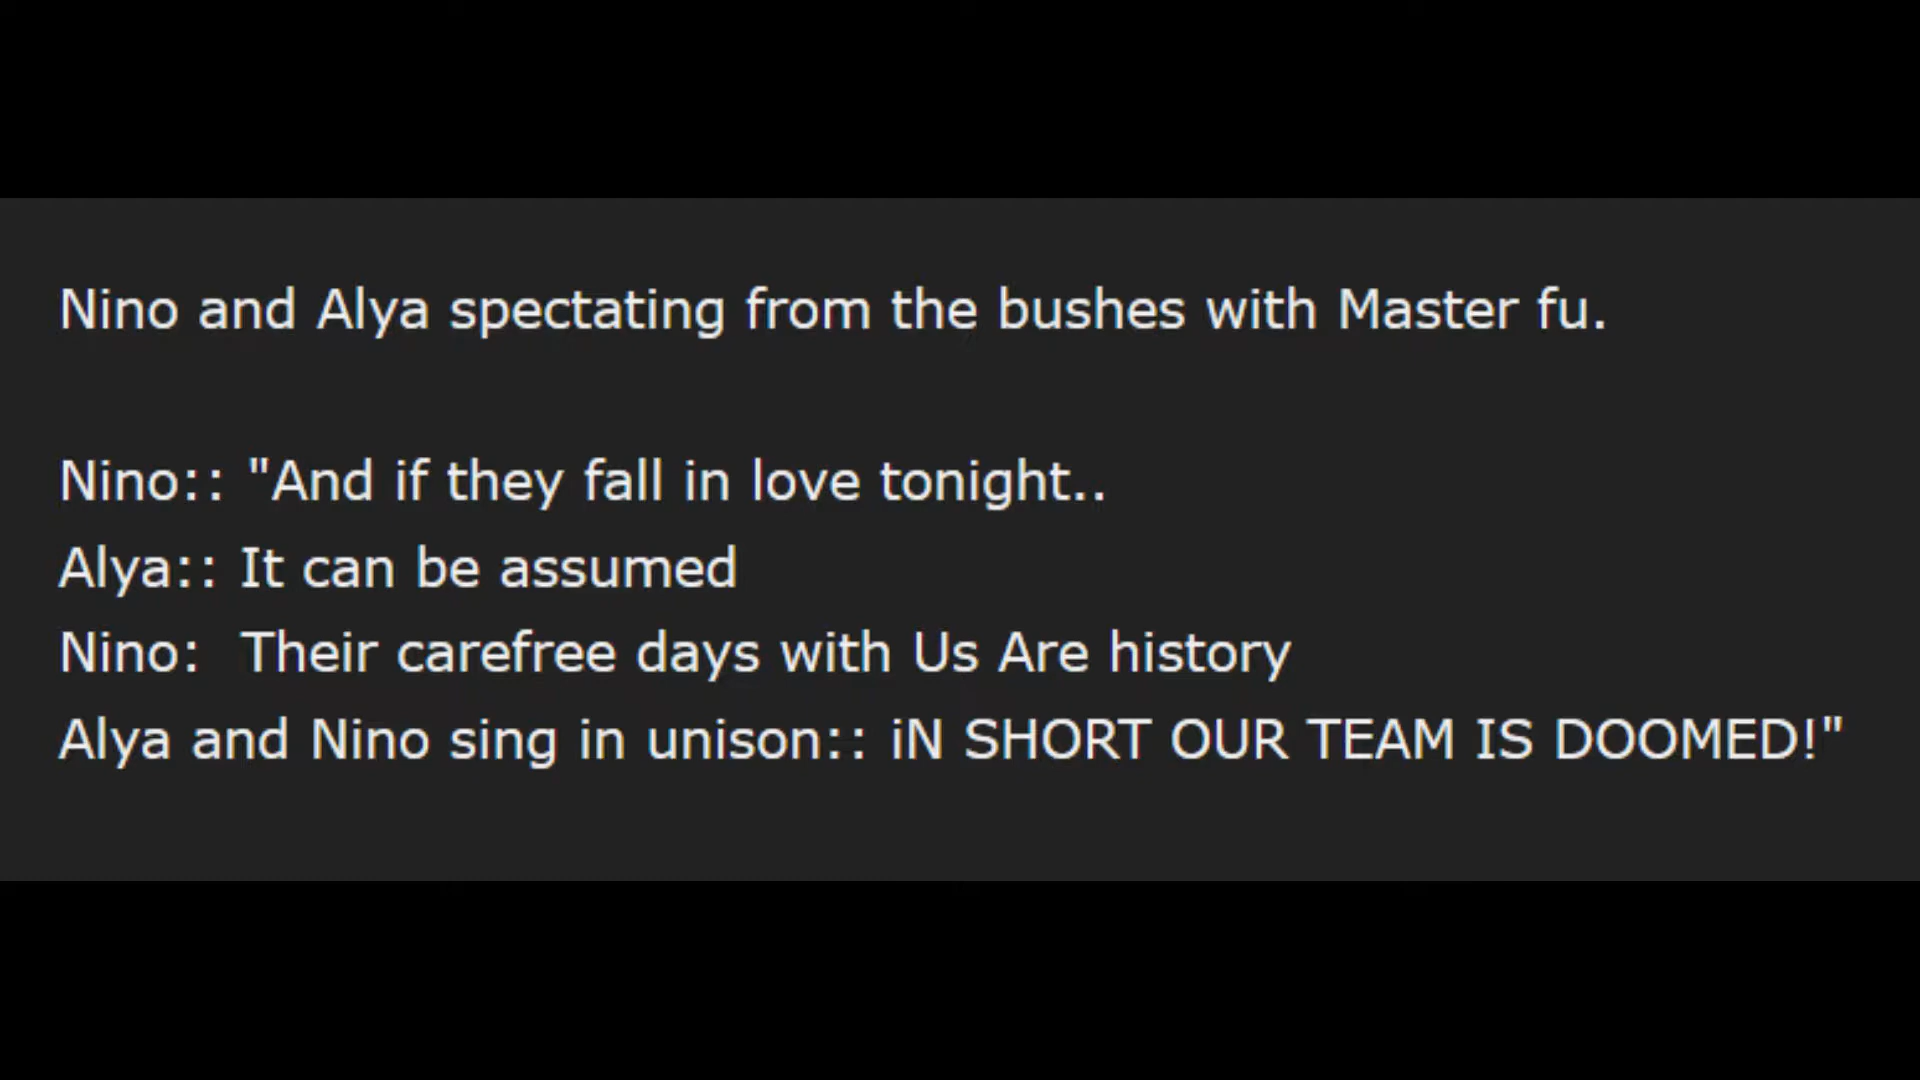 Nino and Alya spectating from the bushes with Master fu.
Nino:: "And if they fall in love tonight..
Alya:: It can be assumed
Nino:  Their carefree days with Us Are history
Alya and Nino sing in unison:: iN SHORT OUR TEAM IS DOOMED!"